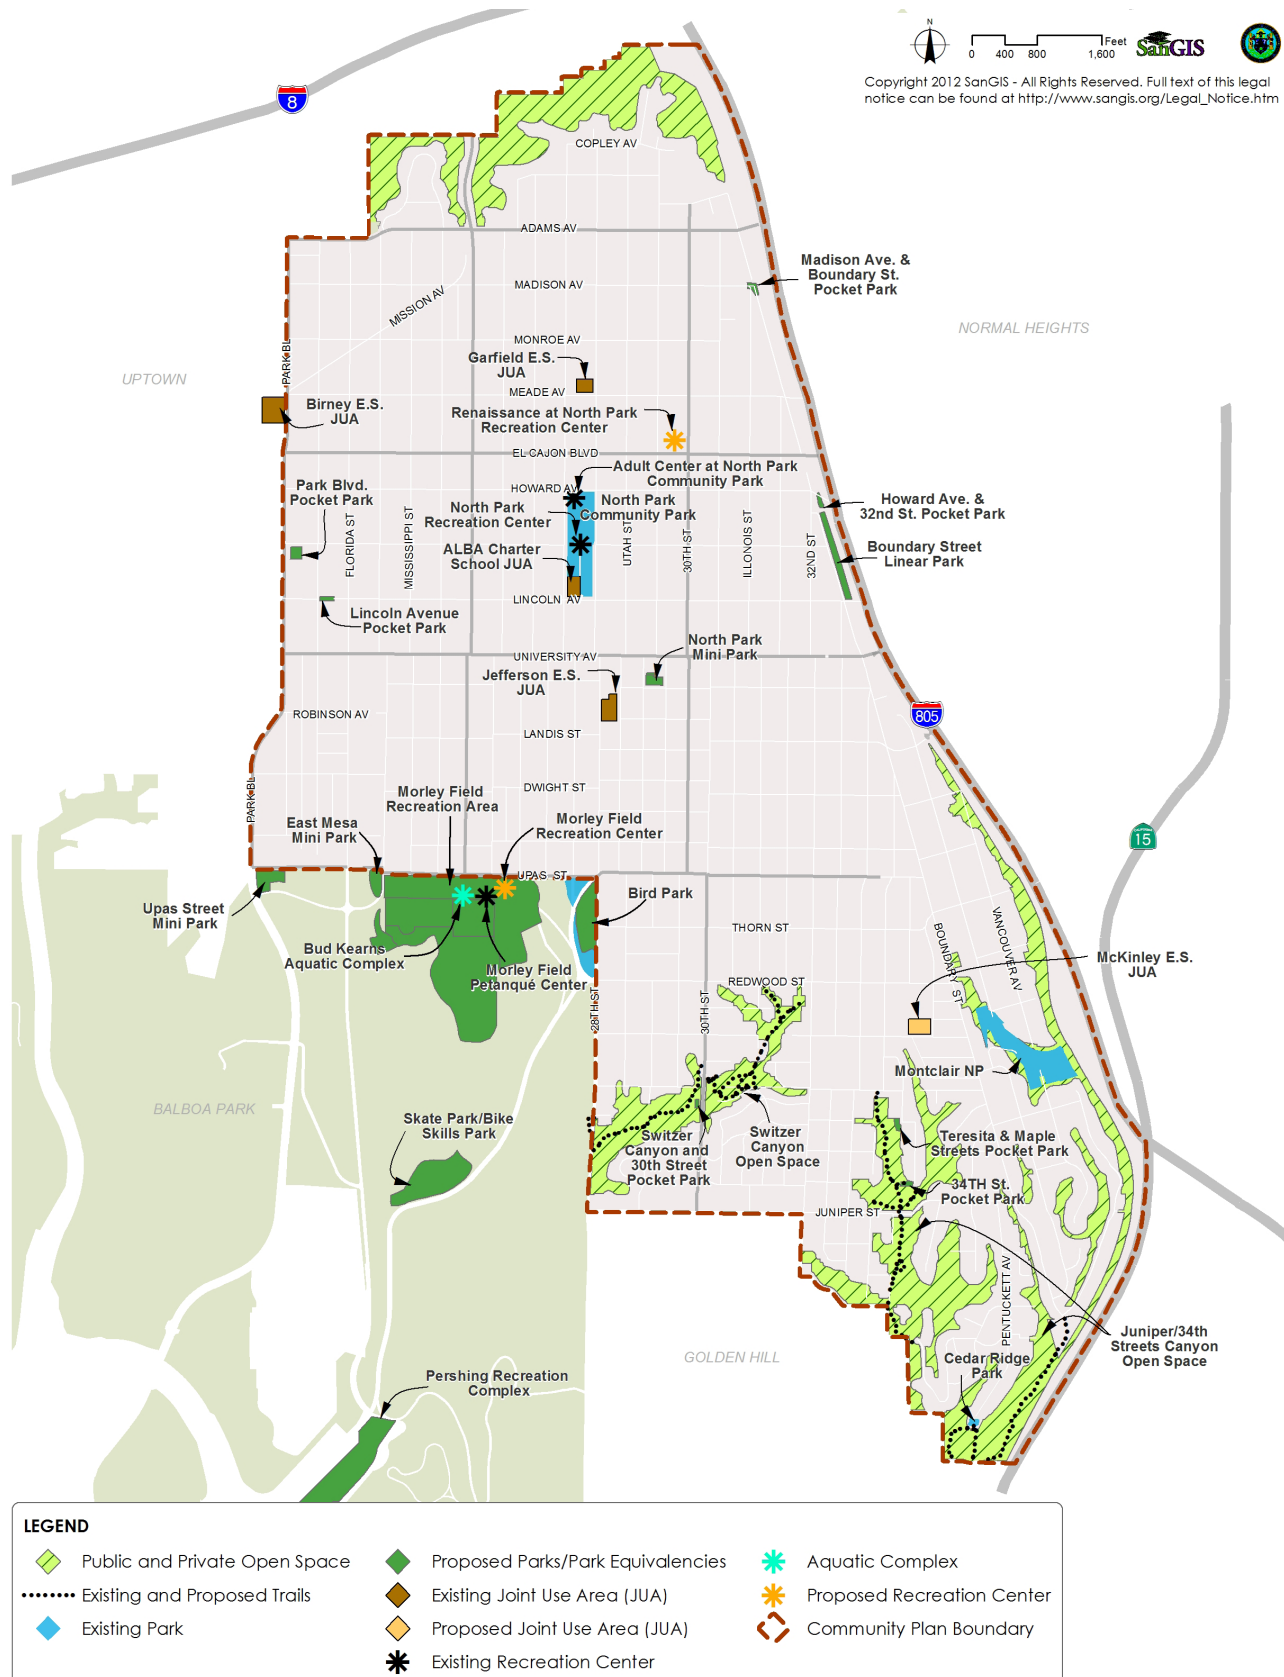 N
0 400 800 1,600 Feet
SanGIS
Copyright 2012 SanGIS - All Rights Reserved. Full text of this legal
notice can be found at http://www.sangis.org/Legal_Notice.htm
8
COPLEY AV
ADAMS AV
Madison Ave. &
Boundary St.
Pocket Park
MADISON AV
MISSION AV
NORMAL HEIGHTS
MONROE AV
PARK BL
Garfield E.S.
JUA
UPTOWN
MEADE AV
Birney E.S.
JUA
Renaissance at North Park
Recreation Center
EL CAJON BLVD
Adult Center at North Park
Community Park
Park Blvd.
Pocket Park
HOWARD AV
North Park
Community Park
Howard Ave. &
32nd St. Pocket Park
North Park
Recreation Center
FLORIDA ST
MISSISSIPPI ST
UTAH ST
30TH ST
ILLINOIS ST
32ND ST
ALBA Charter
School JUA
Boundary Street
Linear Park
LINCOLN AV
Lincoln Avenue
Pocket Park
North Park
Mini Park
UNIVERSITY AV
Jefferson E.S.
JUA
ROBINSON AV
805
LANDIS ST
PARK BL
DWIGHT ST
Morley Field
Recreation Area
East Mesa
Mini Park
Morley Field
Recreation Center
15
UPAS ST
Bird Park
Upas Street
Mini Park
THORN ST
BOUNDARY ST
VANCOUVER AV
Bud Kearns
Aquatic Complex
McKinley E.S.
JUA
Morley Field
Petanqué Center
REDWOOD ST
28TH ST
30TH ST
Montclair NP
BALBOA PARK
Skate Park/Bike
Skills Park
Switzer
Canyon and
30th Street
Pocket Park
Switzer
Canyon
Open Space
Teresita & Maple
Streets Pocket Park
34TH St.
Pocket Park
JUNIPER ST
PENTUCKETT AV
Juniper/34th
Streets Canyon
Open Space
GOLDEN HILL
Cedar Ridge
Park
Pershing Recreation
Complex
LEGEND
Public and Private Open Space
Existing and Proposed Trails
Existing Park
Proposed Parks/Park Equivalencies
Existing Joint Use Area (JUA)
Proposed Joint Use Area (JUA)
Existing Recreation Center
Aquatic Complex
Proposed Recreation Center
Community Plan Boundary